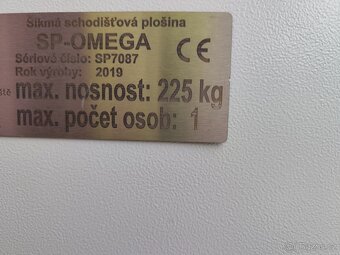 Šikmá schodišťová plošina
SP-OMEGA
CE
Sériové číslo: SP7087
Rok výroby: 2019
max. nosnost: 225 kg
max. počet osob: 1